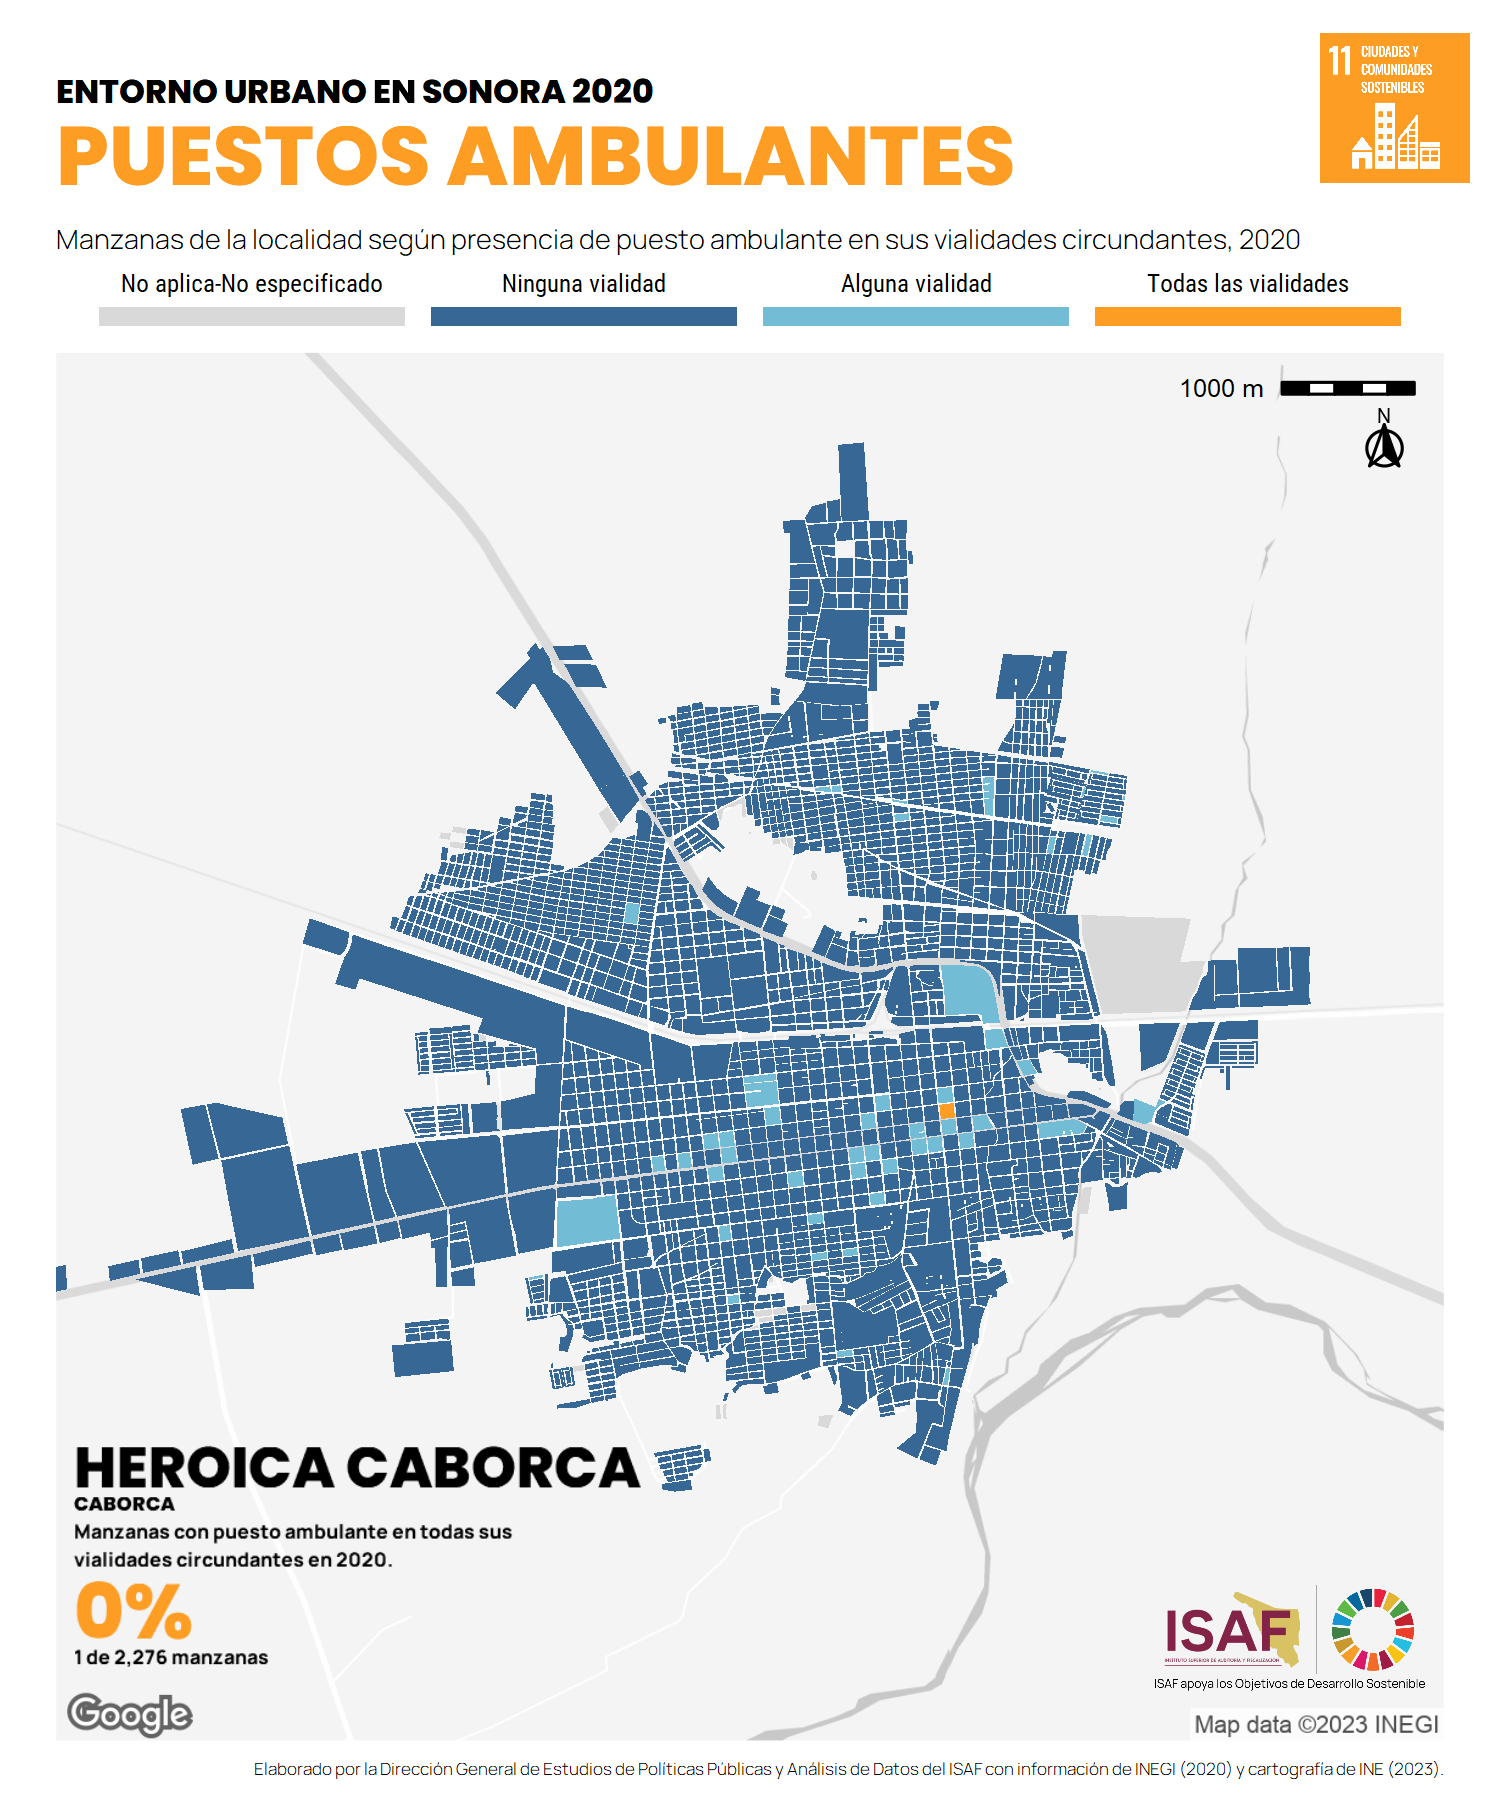 ENTORNO URBANO EN SONORA 2020
PUESTOS AMBULANTES
11 CIUDADES Y
COMUNIDADES
SOSTENIBLES
Manzanas de la localidad según presencia de puesto ambulante en sus vialidades circundantes, 2020
No aplica-No especificado
Ninguna vialidad
Alguna vialidad
Todas las vialidades
1000 m
N
HEROICA CABORCA
CABORCA
Manzanas con puesto ambulante en todas sus
vialidades circundantes en 2020.
0%
1 de 2,276 manzanas
Google
ISAF
INSTITUTO SUPERIOR DE AUDITORÍA Y FISCALIZACIÓN
ISAF apoya los Objetivos de Desarrollo Sostenible
Map data ©2023 INEGI
Elaborado por la Dirección General de Estudios de Políticas Públicas y Análisis de Datos del ISAF con información de INEGI (2020) y cartografía de INE (2023).